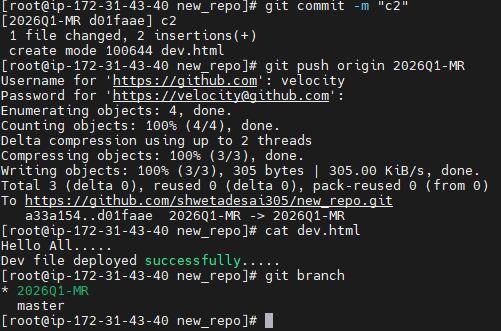 [root@ip-172-31-43-40 new_repo]# git commit -m "c2"
[2026Q1-MR d01faae] c2
 1 file changed, 2 insertions(+)
 create mode 100644 dev.html
[root@ip-172-31-43-40 new_repo]# git push origin 2026Q1-MR
Username for 'https://github.com': velocity
Password for 'https://velocity@github.com':
Enumerating objects: 4, done.
Counting objects: 100% (4/4), done.
Delta compression using up to 2 threads
Compressing objects: 100% (3/3), done.
Writing objects: 100% (3/3), 305 bytes | 305.00 KiB/s, done.
Total 3 (delta 0), reused 0 (delta 0), pack-reused 0 (from 0)
To https://github.com/shwetadesai305/new_repo.git
   a33a154..d01faae  2026Q1-MR -> 2026Q1-MR
[root@ip-172-31-43-40 new_repo]# cat dev.html
Hello All.....
Dev file deployed successfully.....
[root@ip-172-31-43-40 new_repo]# git branch
* 2026Q1-MR
  master
[root@ip-172-31-43-40 new_repo]#